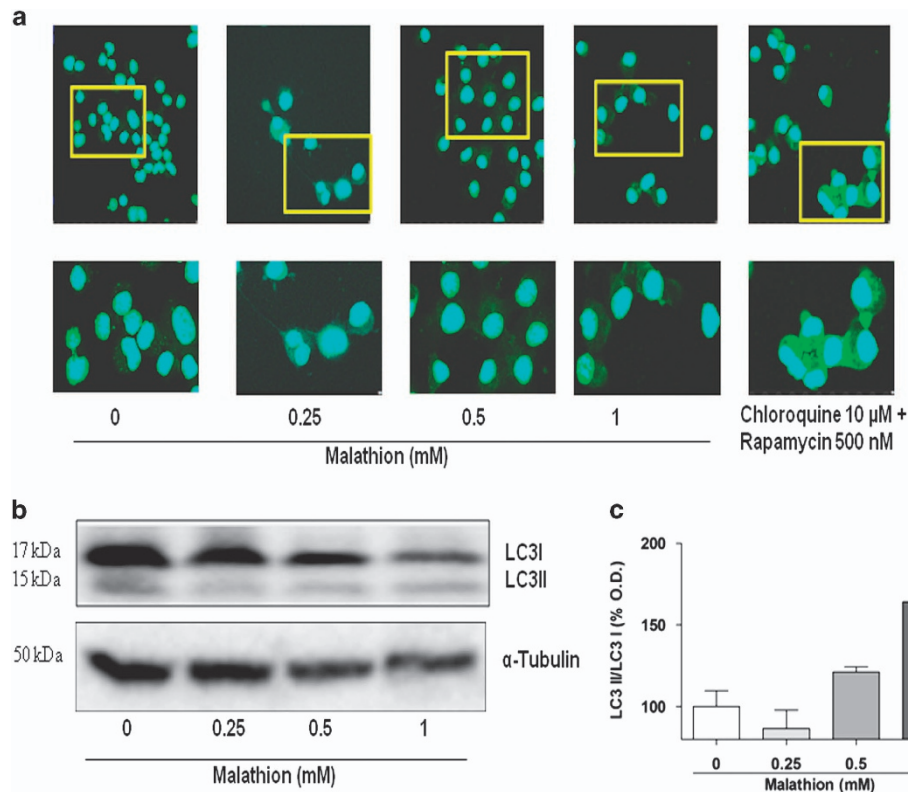 a
0
0.25
0.5
1
Chloroquine 10 µM +
Rapamycin 500 nM
Malathion (mM)
b
17 kDa
LC3I
15 kDa
LC3II
50 kDa
α-Tubulin
0
0.25
0.5
1
Malathion (mM)
c
LC3 II/LC3 I (% O.D.)
200
150
100
0
0.25
0.5
Malathion (mM)